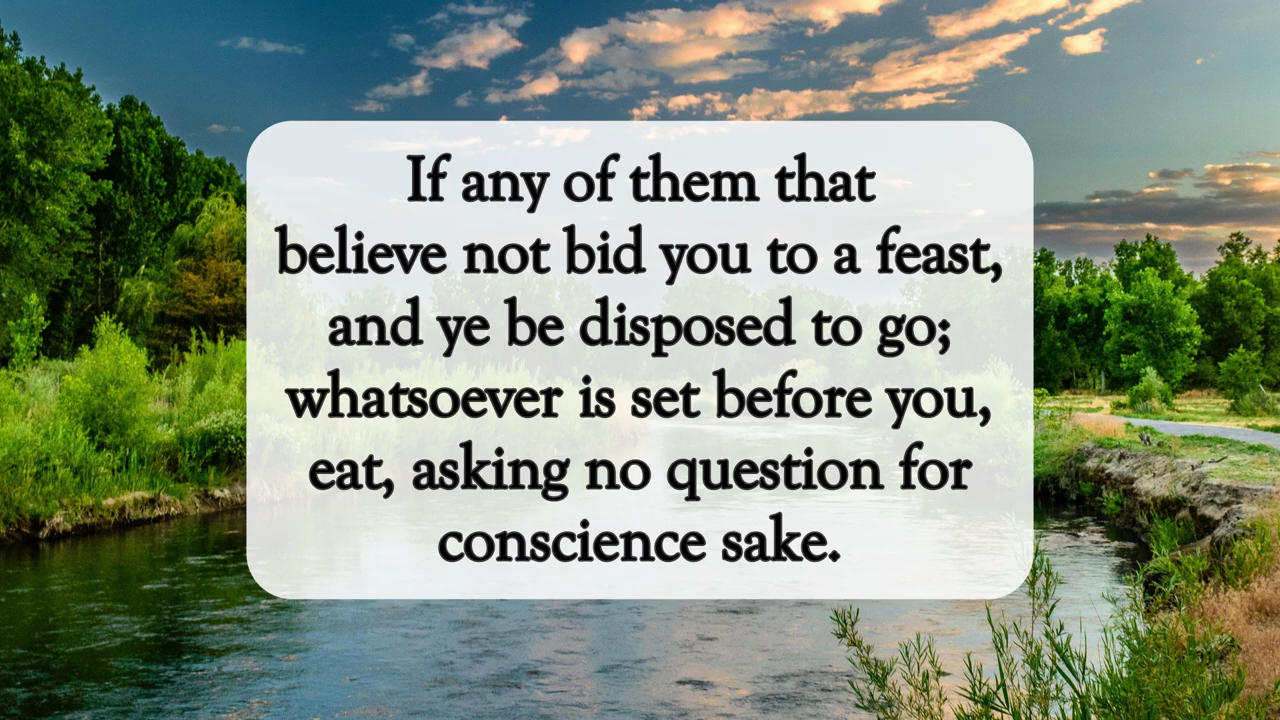 If any of them that
believe not bid you to a feast,
and ye be disposed to go;
whatsoever is set before you,
eat, asking no question for
conscience sake.